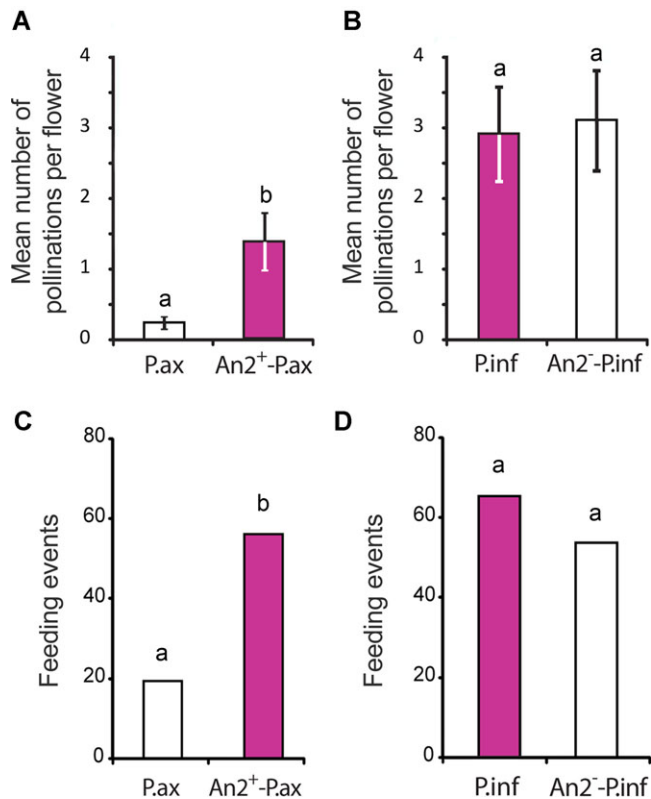 A
Mean number of
pollinations per flower
4
3
2
1
0
a
b
P.ax
An2⁺-P.ax
B
Mean number of
pollinations per flower
4
3
2
1
0
a
a
P.inf
An2⁻-P.inf
C
Feeding events
80
60
40
20
0
a
b
P.ax
An2⁺-P.ax
D
Feeding events
80
60
40
20
0
a
a
P.inf
An2⁻-P.inf